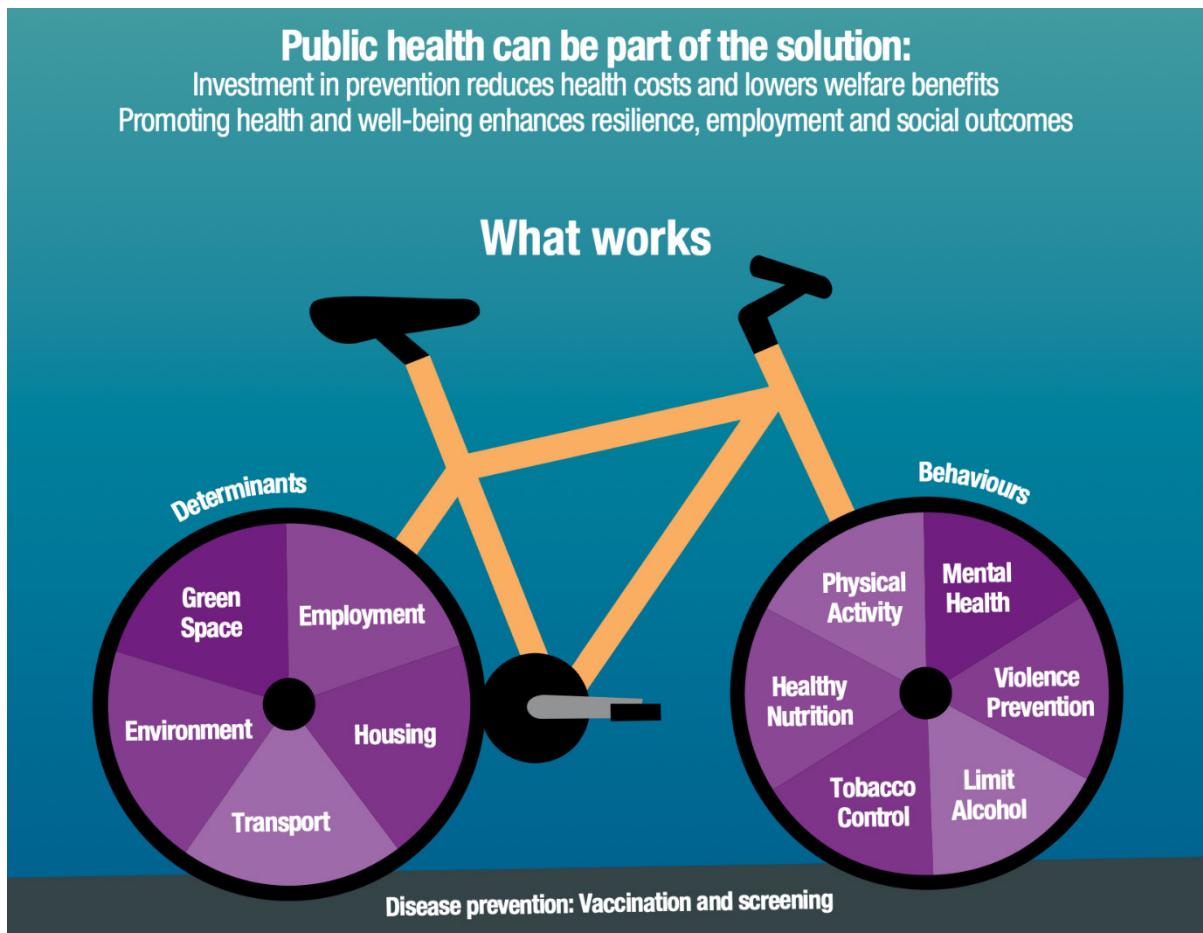 Public health can be part of the solution:
Investment in prevention reduces health costs and lowers welfare benefits
Promoting health and well-being enhances resilience, employment and social outcomes
What works
Determinants
Green
Space
Employment
Environment
Housing
Transport
Behaviours
Physical
Activity
Mental
Health
Healthy
Nutrition
Violence
Prevention
Tobacco
Control
Limit
Alcohol
Disease prevention: Vaccination and screening